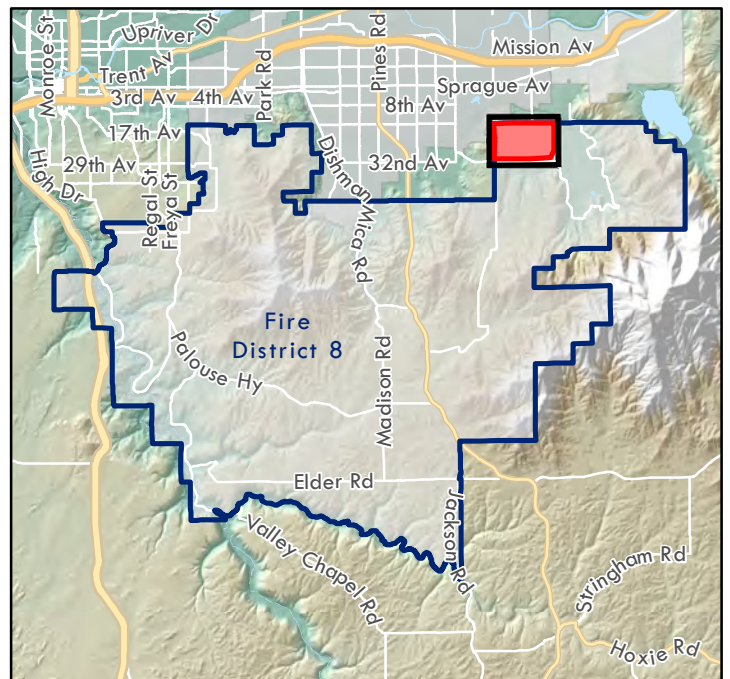 Monroe St
Upriver Dr
Trent Av
3rd Av
4th Av
Park Rd
Pines Rd
Mission Av
Sprague Av
8th Av
17th Av
29th Av
32nd Av
High Dr
Regal St
Freya St
Dishman Mica Rd
Fire
District 8
Palouse Hy
Madison Rd
Elder Rd
Jackson Rd
Valley Chapel Rd
Stringham Rd
Hoxie Rd